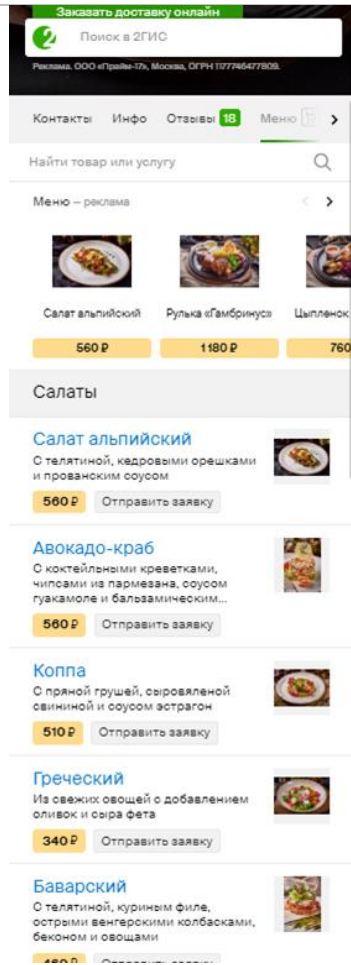 Заказать доставку онлайн
Поиск в 2ГИС
Реклама. ООО «Прайм-17», Москва, ОГРН 1177746477809.
Контакты Инфо Отзывы 18 Меню
Найти товар или услугу
Меню – реклама
Салат альпийский Рулька «Гамбринус» Цыпленок
560 ₽ 1180 ₽ 760
Салаты
Салат альпийский
С телятиной, кедровыми орешками
и прованским соусом
560 ₽ Отправить заявку
Авокадо-краб
С коктейльными креветками,
чипсами из пармезана, соусом
гуакамоле и бальзамическим...
560 ₽ Отправить заявку
Коппа
С пряной грушей, сыровяленой
свининой и соусом эстрагон
510 ₽ Отправить заявку
Греческий
Из свежих овощей с добавлением
оливок и сыра фета
340 ₽ Отправить заявку
Баварский
С телятиной, куриным филе,
острыми венгерскими колбасками,
беконом и овощами
460 ₽ Отправить заявку